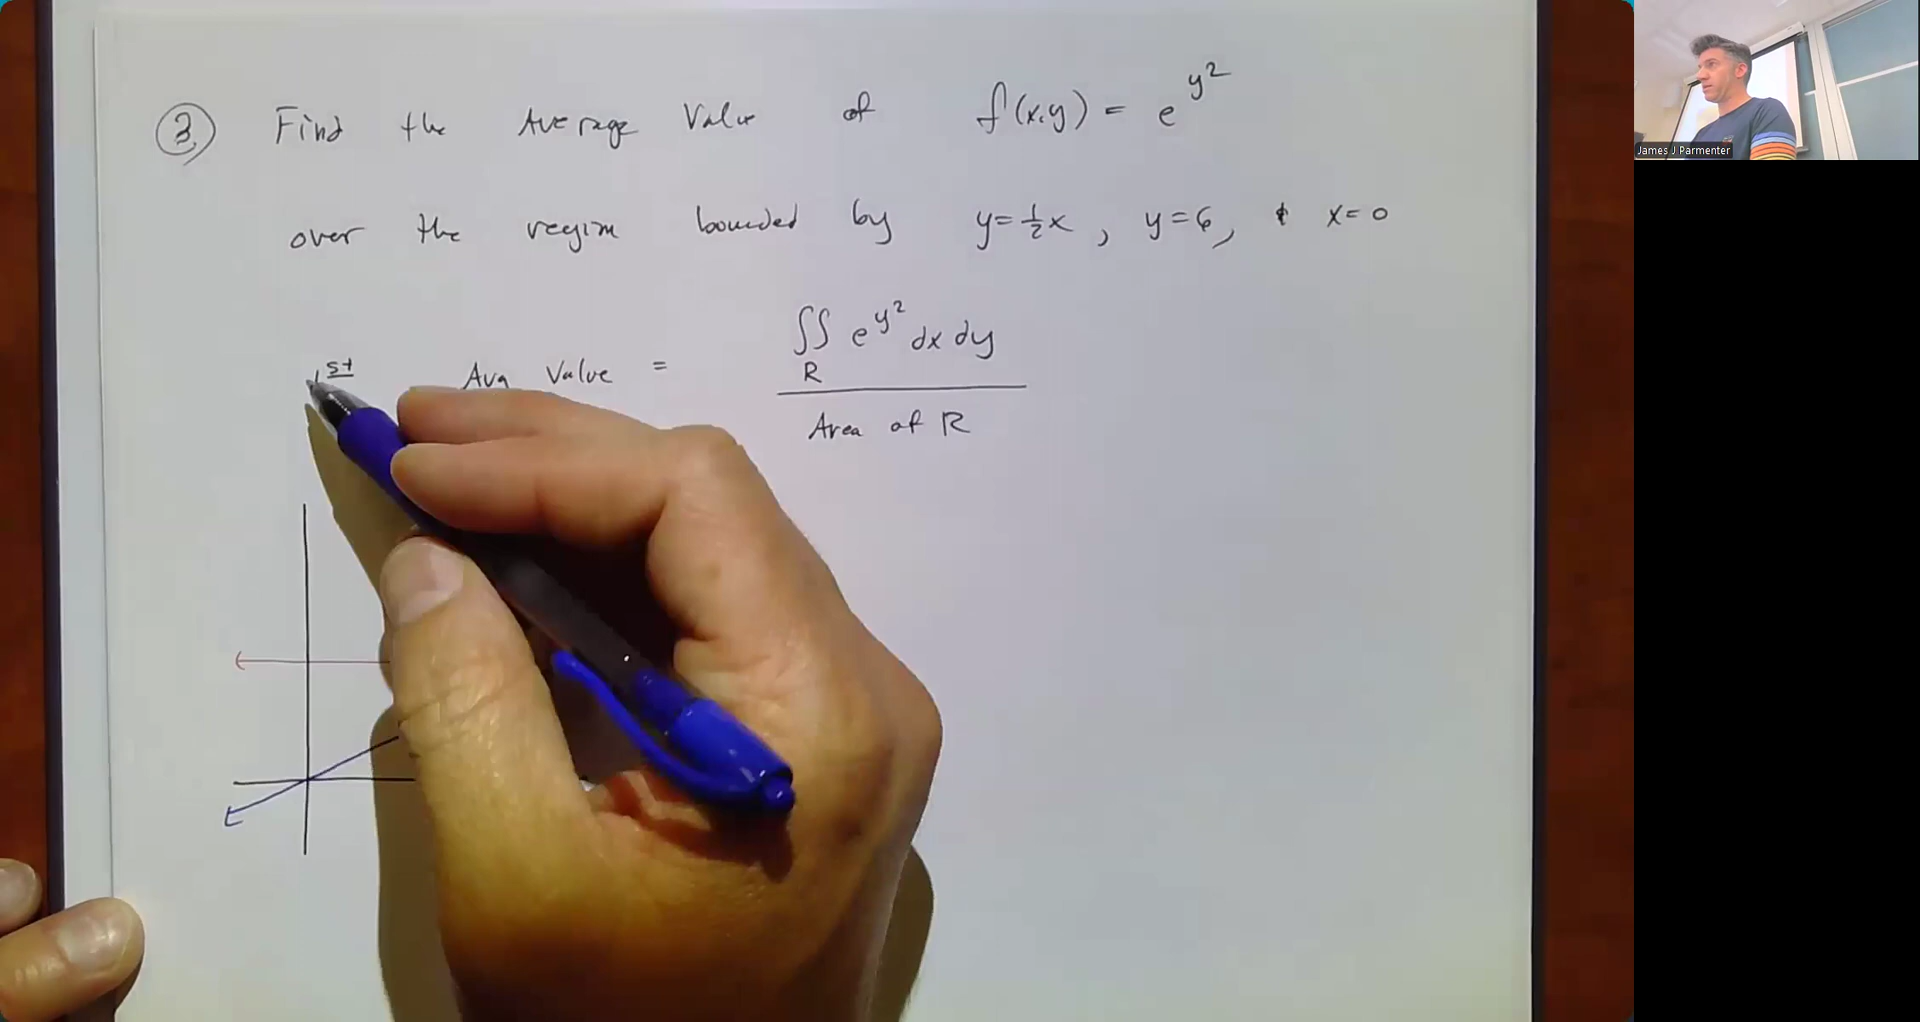 ③ Find the Average Value of f(x,y) = e^{y^2}
over the region bounded by y=½x, y=6, & x=0
1st Avg Value = ∬_R e^{y^2} dx dy
Area of R
James J Parmenter